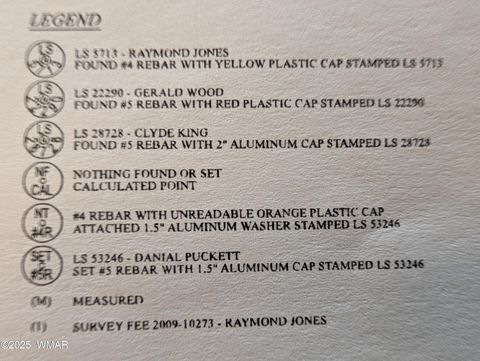 LEGEND
LS LS 5713 - RAYMOND JONES
FOUND #4 REBAR WITH YELLOW PLASTIC CAP STAMPED LS 5713
LS LS 22290 - GERALD WOOD
FOUND #5 REBAR WITH RED PLASTIC CAP STAMPED LS 22290
LS LS 28728 - CLYDE KING
FOUND #5 REBAR WITH 2" ALUMINUM CAP STAMPED LS 28728
NF NOTHING FOUND OR SET
CAL CALCULATED POINT
NT #4 REBAR WITH UNREADABLE ORANGE PLASTIC CAP
#4R ATTACHED 1.5" ALUMINUM WASHER STAMPED LS 53246
SET LS 53246 - DANIAL PUCKETT
#5R SET #5 REBAR WITH 1.5" ALUMINUM CAP STAMPED LS 53246
(M) MEASURED
(1) SURVEY FEE 2009-10273 - RAYMOND JONES
©2025 WMAR